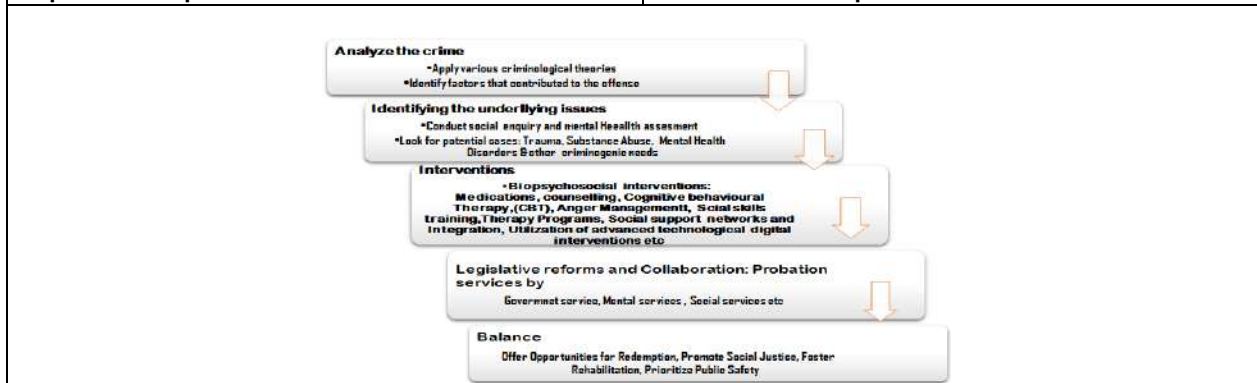 Analyze the crime
•Apply various criminological theories
•Identify factors that contributed to the offense
Identifying the underflying issues
•Conduct social enquiry and mental Heeallth assesment
•Look for potential cases: Trauma, Substance Abuse, Mental Health
Disorders & other criminogenic needs
Interventions
•Biopsychosocial interventions:
Medications, counselling, Cognitive behavioural
Therapy,(CBT), Anger Managementt, Scial skills
training,Therapy Programs, Social support networks and
Integration, Utilization of advanced technological digital
interventions etc
Legislative reforms and Collaboration: Probation
services by
Governmet service, Mental services , Social services etc
Balance
Offer Opportunities for Redemption, Promote Social Justice, Foster
Rehabilitation, Prioritize Public Safety